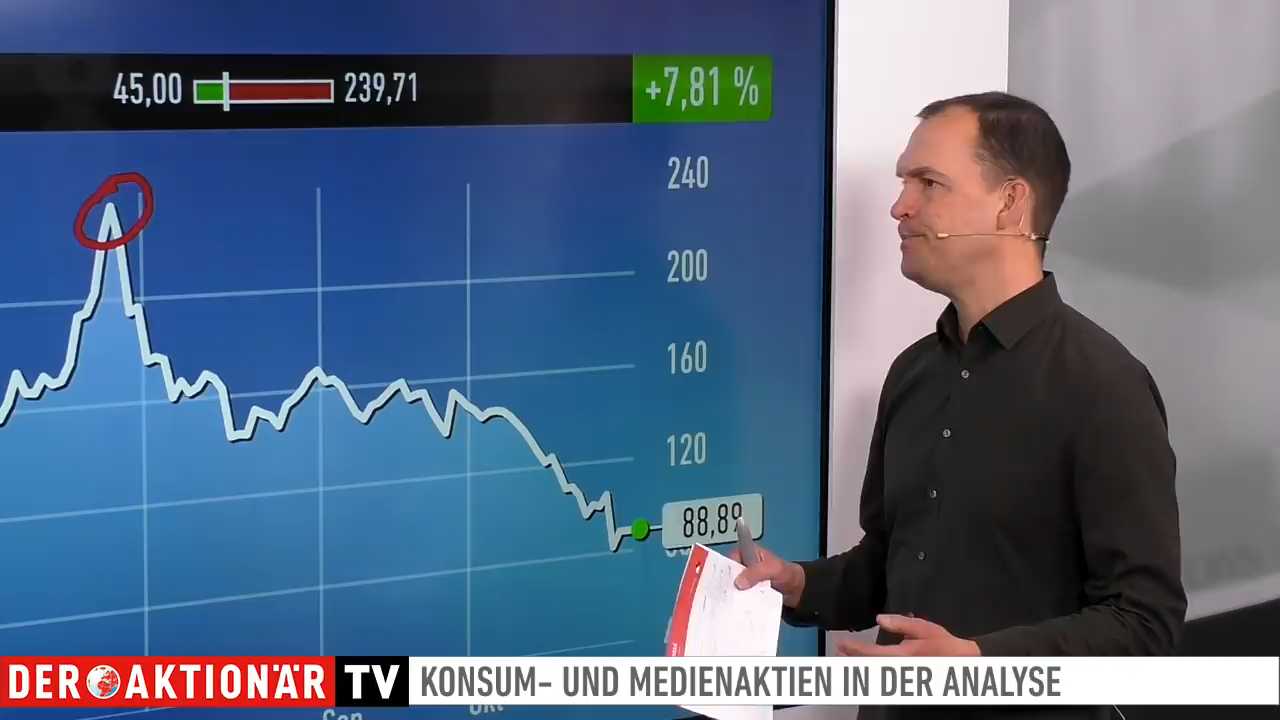 45,00 239,71 +7,81 %
240
200
160
120
88,89
DER AKTIONÄR TV KONSUM- UND MEDIENAKTIEN IN DER ANALYSE